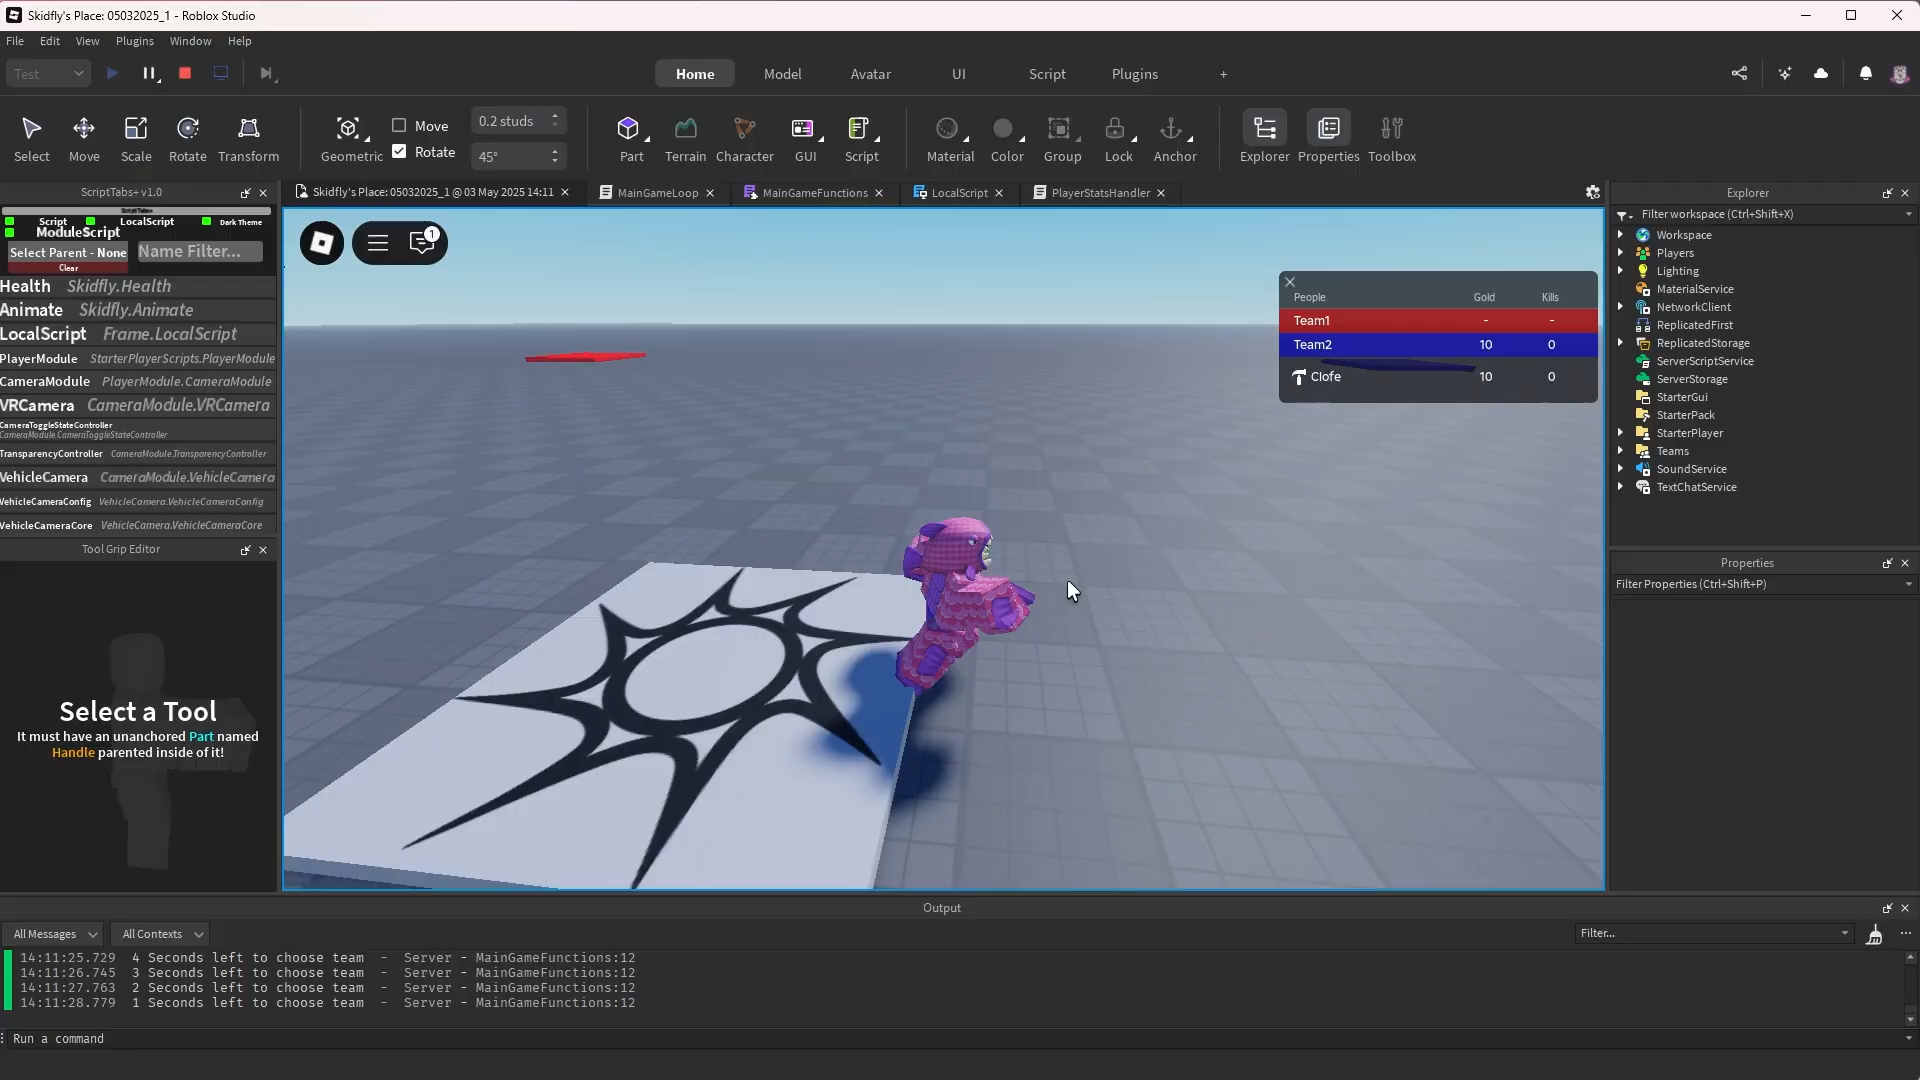 Skidfly's Place: 05032025_1 - Roblox Studio
File Edit View Plugins Window Help
Test
Home Model Avatar UI Script Plugins +
Select Move Scale Rotate Transform
Geometric
Move
Rotate
0.2 studs
45°
Part Terrain Character GUI Script
Material Color Group Lock Anchor
Explorer Properties Toolbox
ScriptTabs+ v1.0
Script LocalScript Dark Theme
ModuleScript
Select Parent - None Name Filter...
Clear
Health Skidfly.Health
Animate Skidfly.Animate
LocalScript Frame.LocalScript
PlayerModule StarterPlayerScripts.PlayerModule
CameraModule PlayerModule.CameraModule
VRCamera CameraModule.VRCamera
CameraToggleStateController
CameraModule.CameraToggleStateController
TransparencyController CameraModule.TransparencyController
VehicleCamera CameraModule.VehicleCamera
VehicleCameraConfig VehicleCamera.VehicleCameraConfig
VehicleCameraCore VehicleCamera.VehicleCameraCore
Tool Grip Editor
Select a Tool
It must have an unanchored Part named
Handle parented inside of it!
Skidfly's Place: 05032025_1 @ 03 May 2025 14:11
MainGameLoop
MainGameFunctions
LocalScript
PlayerStatsHandler
1
People Gold Kills
Team1 - -
Team2 10 0
Clofe 10 0
Explorer
Filter workspace (Ctrl+Shift+X)
Workspace
Players
Lighting
MaterialService
NetworkClient
ReplicatedFirst
ReplicatedStorage
ServerScriptService
ServerStorage
StarterGui
StarterPack
StarterPlayer
Teams
SoundService
TextChatService
Properties
Filter Properties (Ctrl+Shift+P)
Output
All Messages All Contexts Filter...
14:11:25.729 4 Seconds left to choose team - Server - MainGameFunctions:12
14:11:26.745 3 Seconds left to choose team - Server - MainGameFunctions:12
14:11:27.763 2 Seconds left to choose team - Server - MainGameFunctions:12
14:11:28.779 1 Seconds left to choose team - Server - MainGameFunctions:12
Run a command